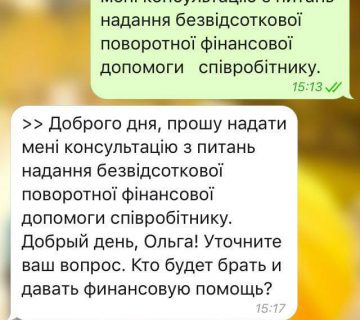 мені консультацію з питань
надання безвідсоткової
поворотної фінансової
допомоги   співробітнику.
15:13
>> Доброго дня, прошу надати
мені консультацію з питань
надання безвідсоткової
поворотної фінансової
допомоги співробітнику.
Добрый день, Ольга! Уточните
ваш вопрос. Кто будет брать и
давать финансовую помощь?
15:17